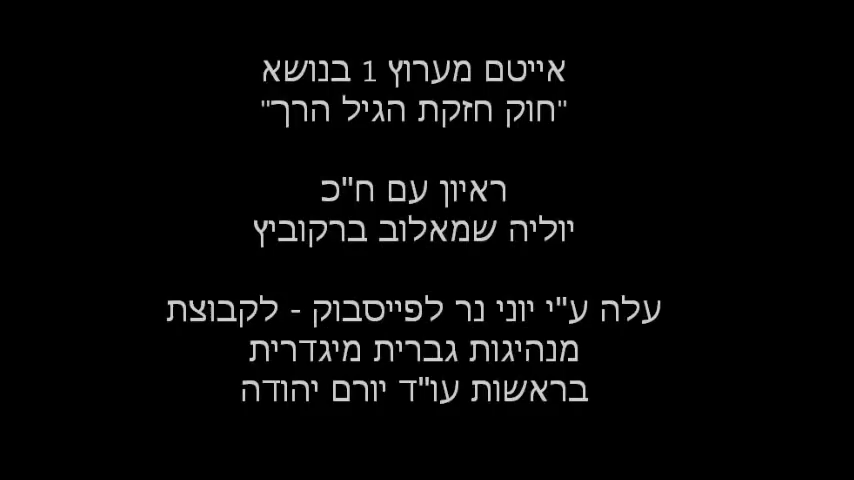 אייטם מערוץ 1 בנושא
"חוק חזקת הגיל הרך"
ראיון עם ח"כ
יוליה שמאלוב ברקוביץ
עלה ע"י יוני נר לפייסבוק - לקבוצת
מנהיגות גברית מיגדרית
בראשות עו"ד יורם יהודה